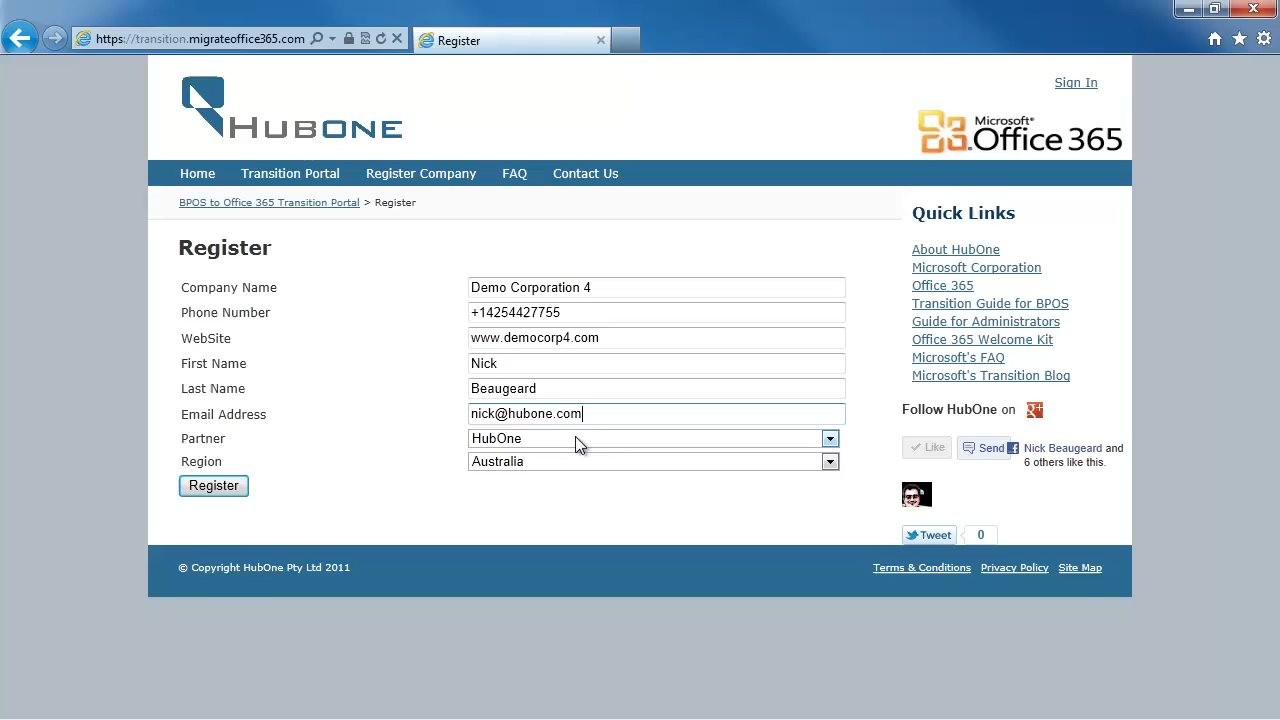 https://transition.migrateoffice365.com
Register
Sign In
HUBONE
Microsoft®
Office 365
Home Transition Portal Register Company FAQ Contact Us
BPOS to Office 365 Transition Portal > Register
Register
Company Name Demo Corporation 4
Phone Number +14254427755
WebSite www.democorp4.com
First Name Nick
Last Name Beaugeard
Email Address nick@hubone.com
Partner HubOne
Region Australia
Register
Quick Links
About HubOne
Microsoft Corporation
Office 365
Transition Guide for BPOS
Guide for Administrators
Office 365 Welcome Kit
Microsoft's FAQ
Microsoft's Transition Blog
Follow HubOne on g+
Like Send Nick Beaugeard and
6 others like this.
Tweet 0
© Copyright HubOne Pty Ltd 2011
Terms & Conditions Privacy Policy Site Map